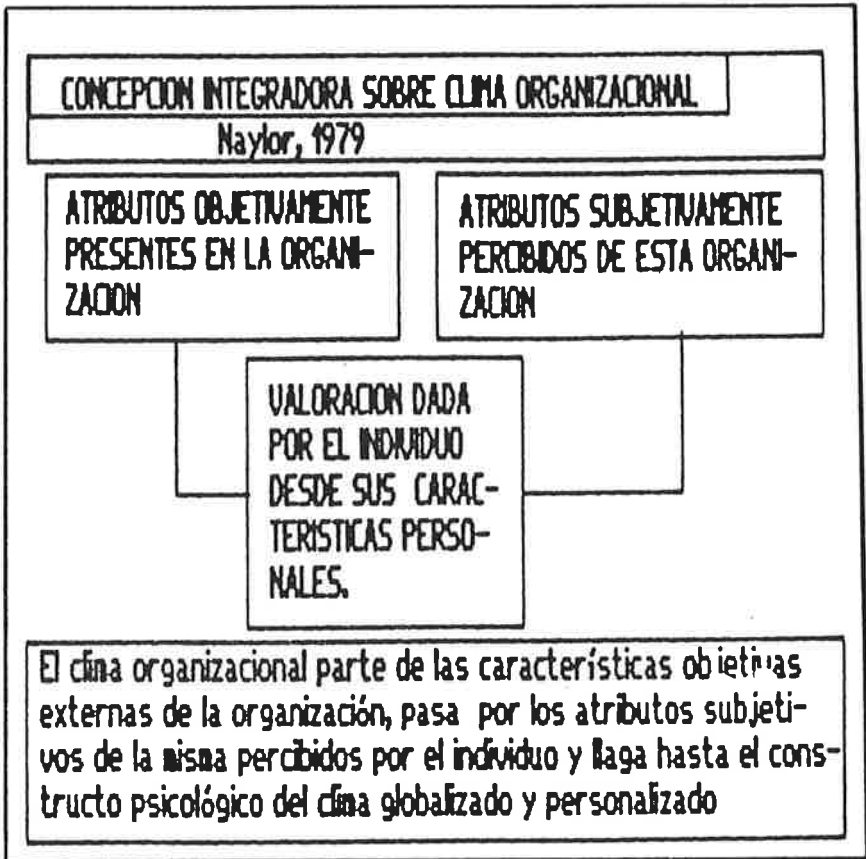 CONCEPCION INTEGRADORA SOBRE CLIMA ORGANIZACIONAL
Naylor, 1979
ATRIBUTOS OBJETIVAMENTE
PRESENTES EN LA ORGANI-
ZACION
ATRIBUTOS SUBJETIVAMENTE
PERCIBIDOS DE ESTA ORGANI-
ZACION
VALORACION DADA
POR EL INDIVIDUO
DESDE SUS CARAC-
TERISTICAS PERSO-
NALES.
El clima organizacional parte de las características objetivas
externas de la organización, pasa por los atributos subjeti-
vos de la misma percibidos por el individuo y llaga hasta el cons-
tructo psicológico del clima globalizado y personalizado